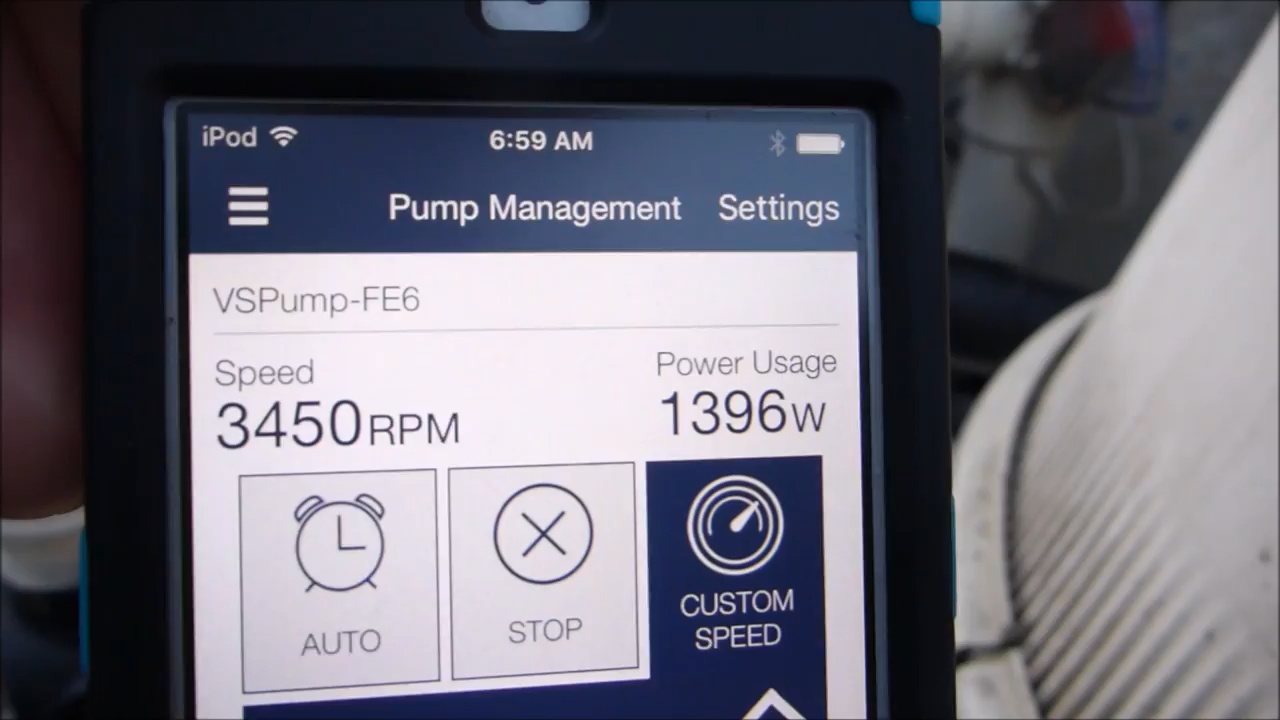 iPod 6:59 AM
Pump Management Settings
VSPump-FE6
Speed Power Usage
3450RPM 1396W
AUTO STOP CUSTOM
SPEED